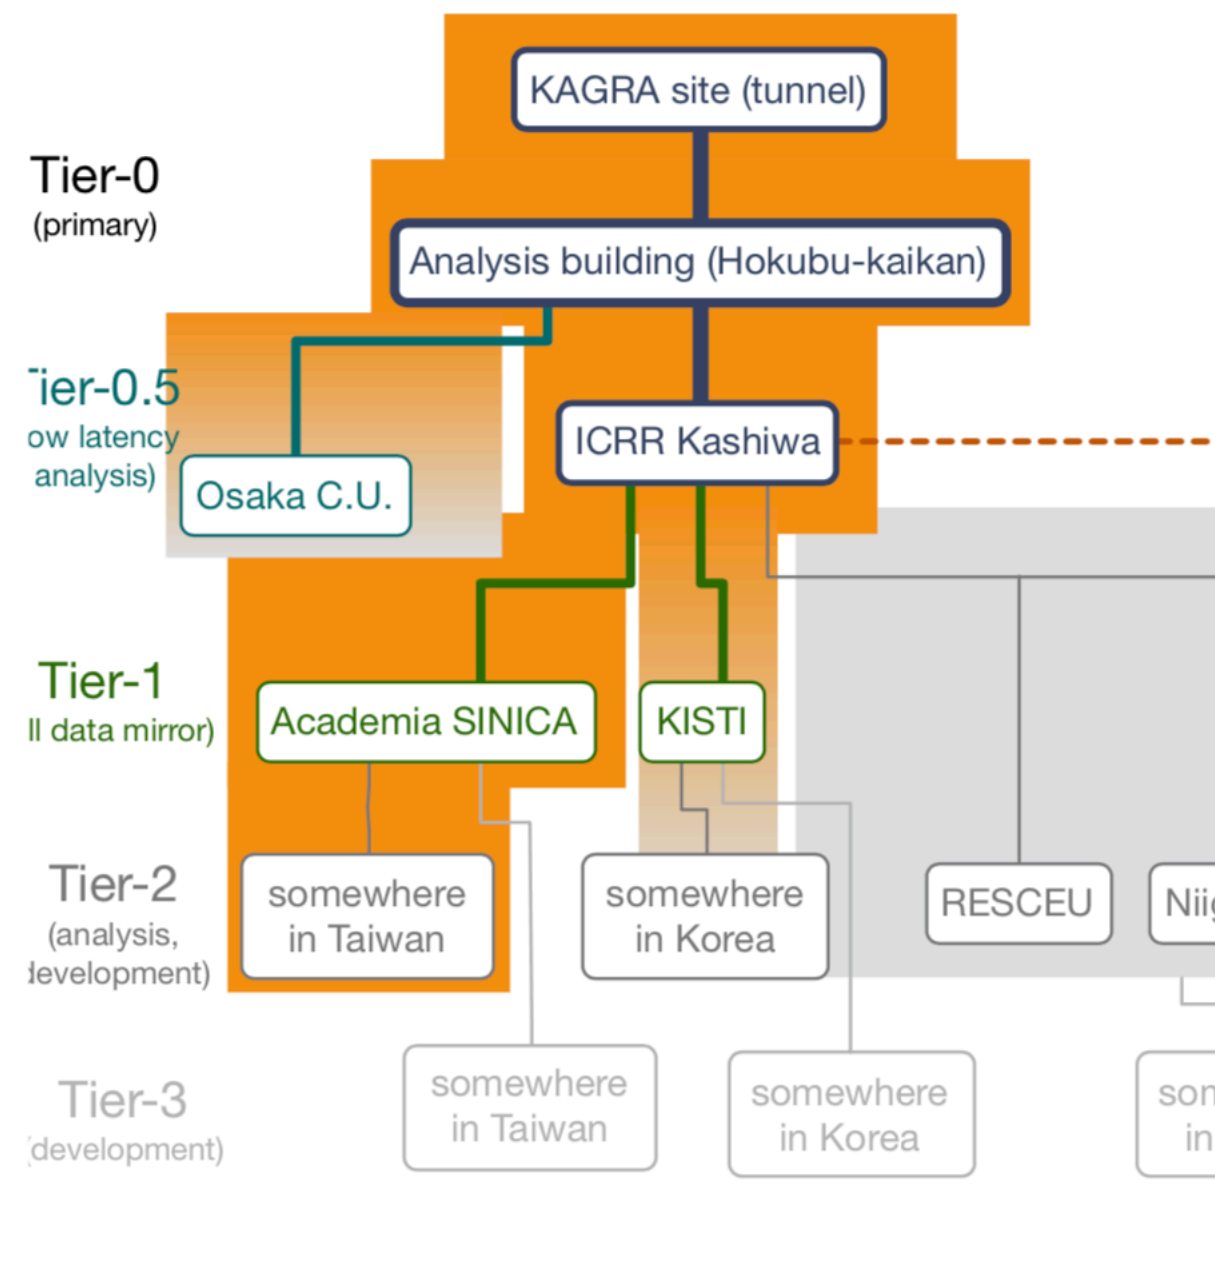 KAGRA site (tunnel)
Tier-0
(primary)
Analysis building (Hokubu-kaikan)
ier-0.5
ow latency
analysis)
ICRR Kashiwa
Osaka C.U.
Tier-1
ll data mirror)
Academia SINICA
KISTI
Tier-2
(analysis,
development)
somewhere
in Taiwan
somewhere
in Korea
RESCEU
Tier-3
(development)
somewhere
in Taiwan
somewhere
in Korea
in